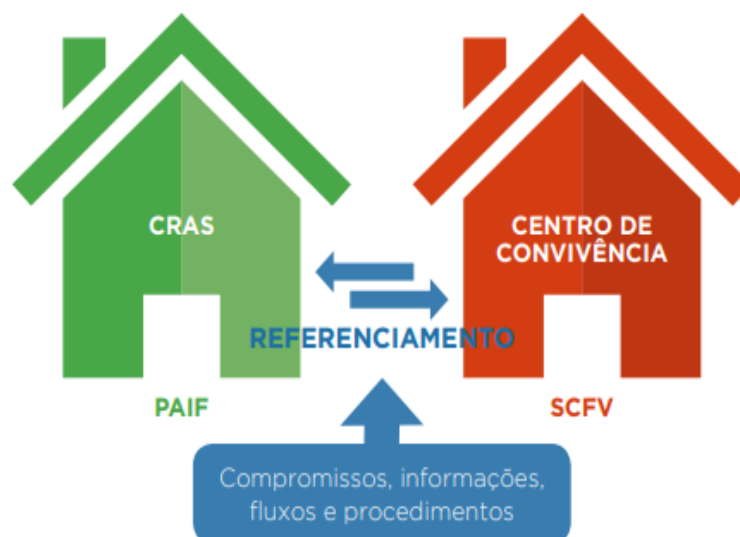 CRAS
CENTRO DE
CONVIVÊNCIA
REFERENCIAMENTO
PAIF
SCFV
Compromissos, informações,
fluxos e procedimentos